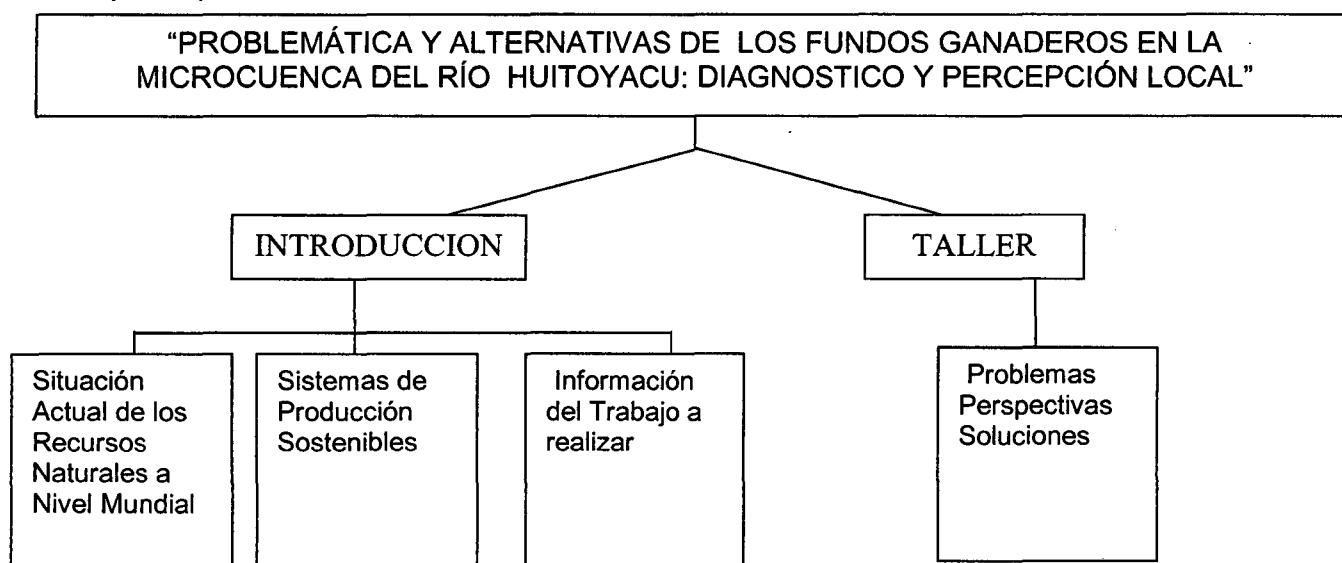 “PROBLEMÁTICA Y ALTERNATIVAS DE LOS FUNDOS GANADEROS EN LA
MICROCUENCA DEL RÍO HUITOYACU: DIAGNOSTICO Y PERCEPCIÓN LOCAL”
INTRODUCCION
TALLER
Situación
Actual de los
Recursos
Naturales a
Nivel Mundial
Sistemas de
Producción
Sostenibles
Información
del Trabajo a
realizar
Problemas
Perspectivas
Soluciones